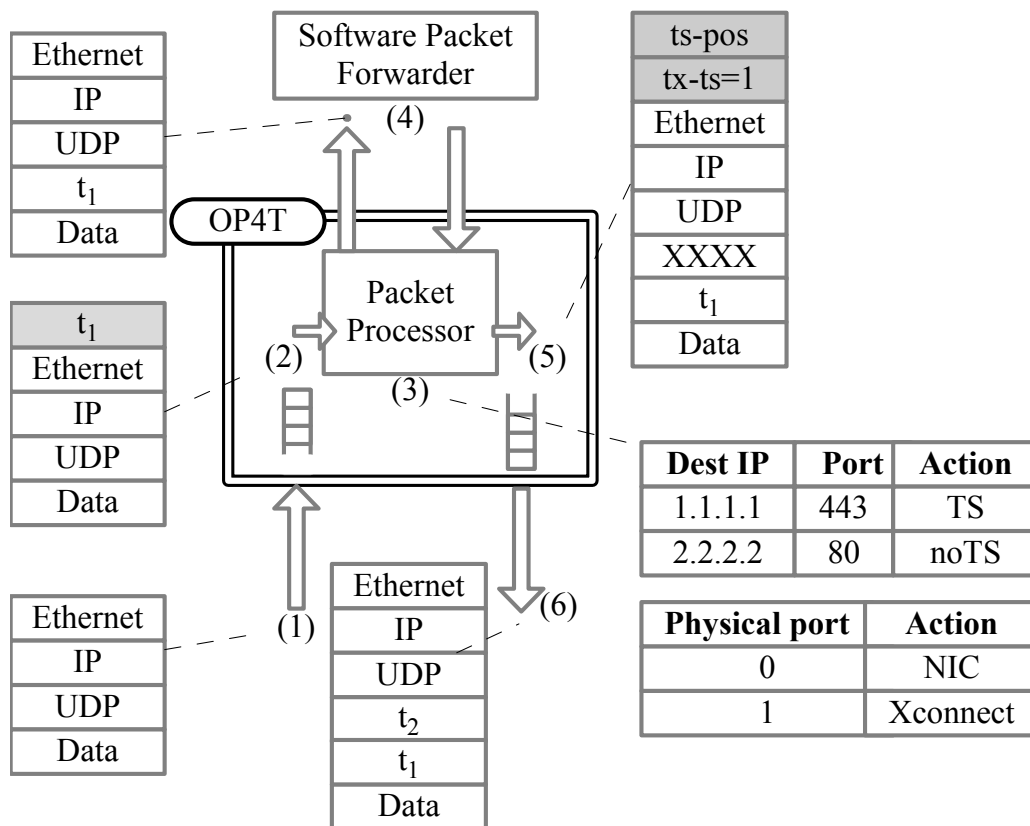 Ethernet
IP
UDP
t₁
Data
Software Packet
Forwarder
(4)
ts-pos
tx-ts=1
Ethernet
IP
UDP
XXXX
t₁
Data
OP4T
Packet
Processor
(2)
(3)
(5)
t₁
Ethernet
IP
UDP
Data
Dest IP Port Action
1.1.1.1 443 TS
2.2.2.2 80 noTS
Physical port Action
0 NIC
1 Xconnect
Ethernet
IP
UDP
Data
(1)
Ethernet
IP
UDP
t₂
t₁
Data
(6)